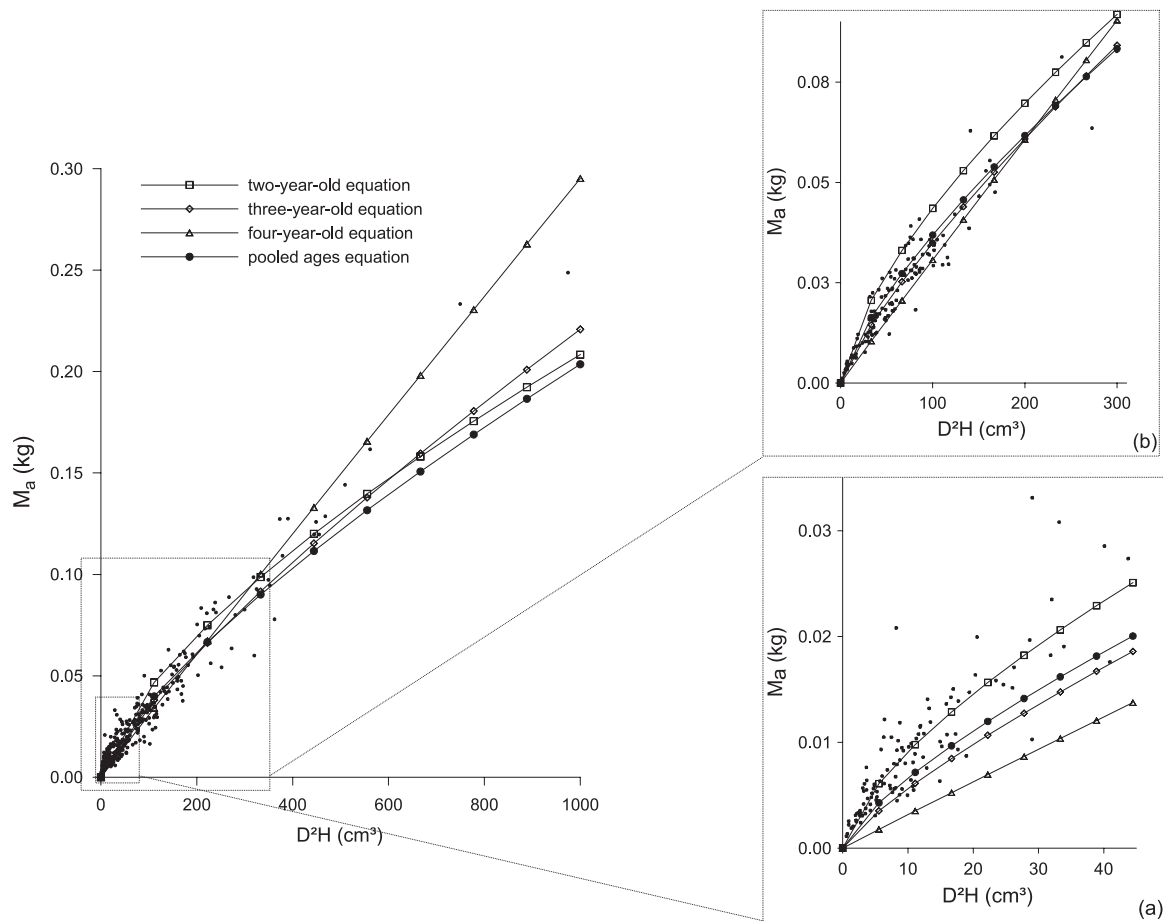 0.30
0.25
0.20
0.15
0.10
0.05
0.00
Mₐ (kg)
two-year-old equation
three-year-old equation
four-year-old equation
pooled ages equation
0 200 400 600 800 1000
D²H (cm³)
0.08
0.05
0.03
0.00
Mₐ (kg)
0 100 200 300
D²H (cm³)
(b)
0.03
0.02
0.01
0.00
Mₐ (kg)
0 10 20 30 40
D²H (cm³)
(a)